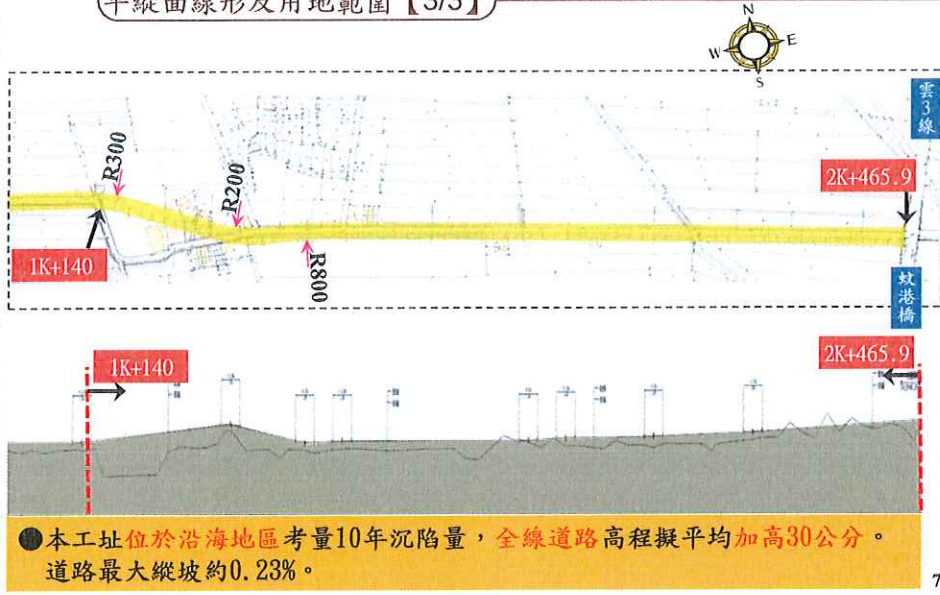 平縱面線形及用地範圍【3/3】
N
W
E
S
雲3線
R300
R200
2K+465.9
1K+140
R800
蚊港橋
1K+140
2K+465.9
●本工址位於沿海地區考量10年沉陷量，全線道路高程擬平均加高30公分。
道路最大縱坡約0.23%。
7